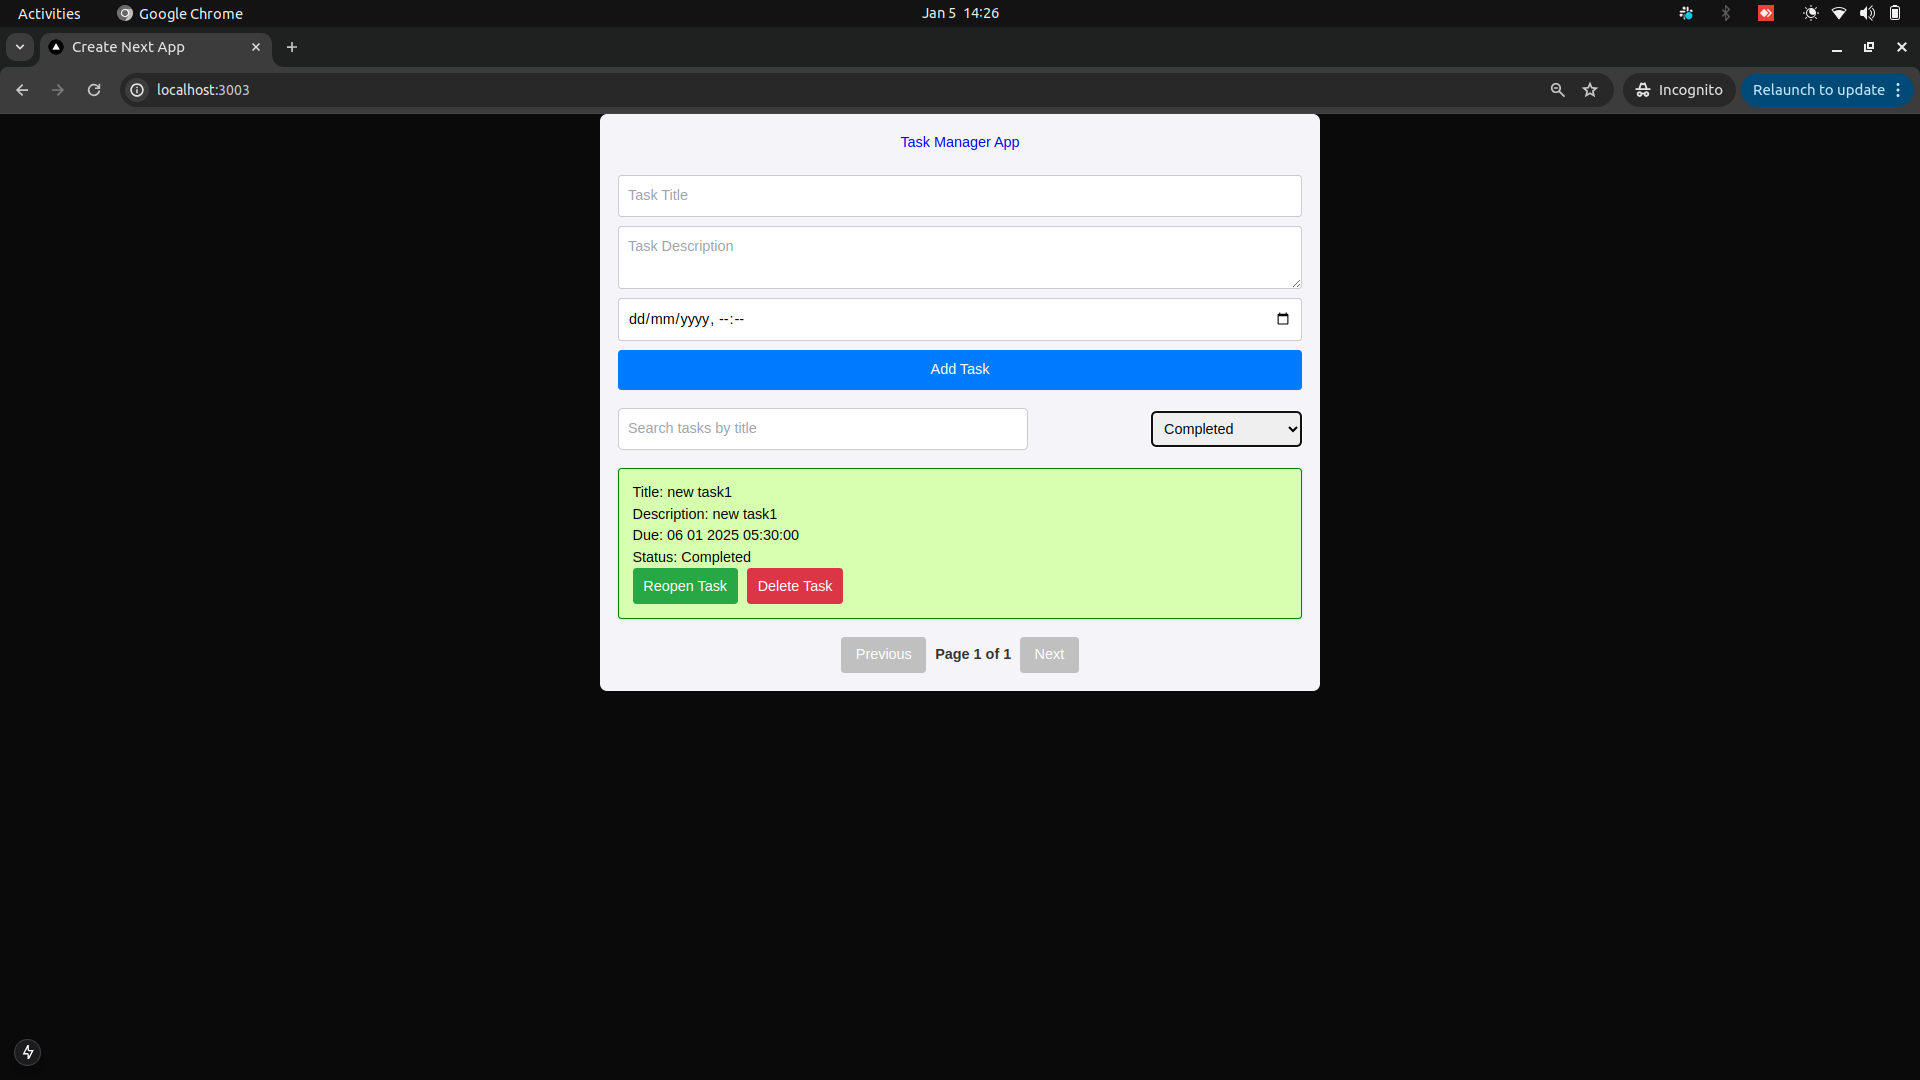 Activities
Google Chrome
Jan 5 14:26
Create Next App
localhost:3003
Incognito
Relaunch to update
Task Manager App
Task Title
Task Description
dd/mm/yyyy, --:--
Add Task
Search tasks by title
Completed
Title: new task1
Description: new task1
Due: 06 01 2025 05:30:00
Status: Completed
Reopen Task
Delete Task
Previous
Page 1 of 1
Next